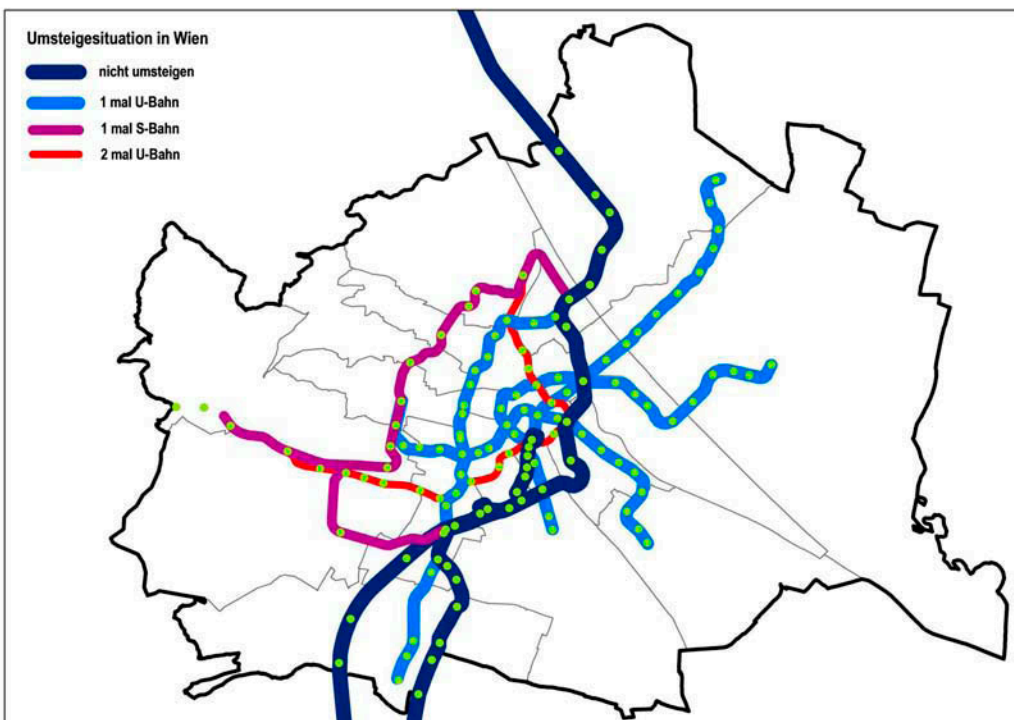 Umsteigesituation in Wien
nicht umsteigen
1 mal U-Bahn
1 mal S-Bahn
2 mal U-Bahn